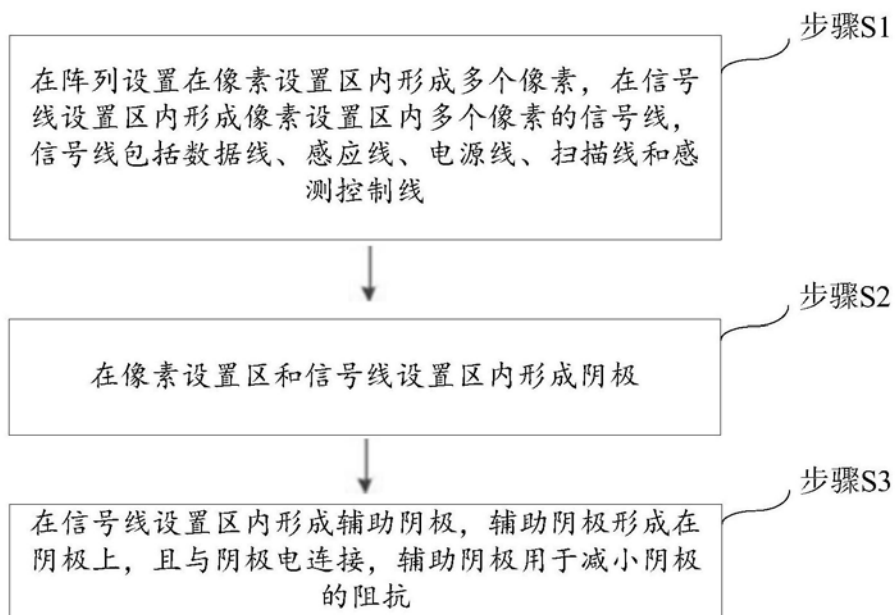 步骤S1
在阵列设置在像素设置区内形成多个像素，在信号
线设置区内形成像素设置区内多个像素的信号线，
信号线包括数据线、感应线、电源线、扫描线和感
测控制线
步骤S2
在像素设置区和信号线设置区内形成阴极
步骤S3
在信号线设置区内形成辅助阴极，辅助阴极形成在
阴极上，且与阴极电连接，辅助阴极用于减小阴极
的阻抗